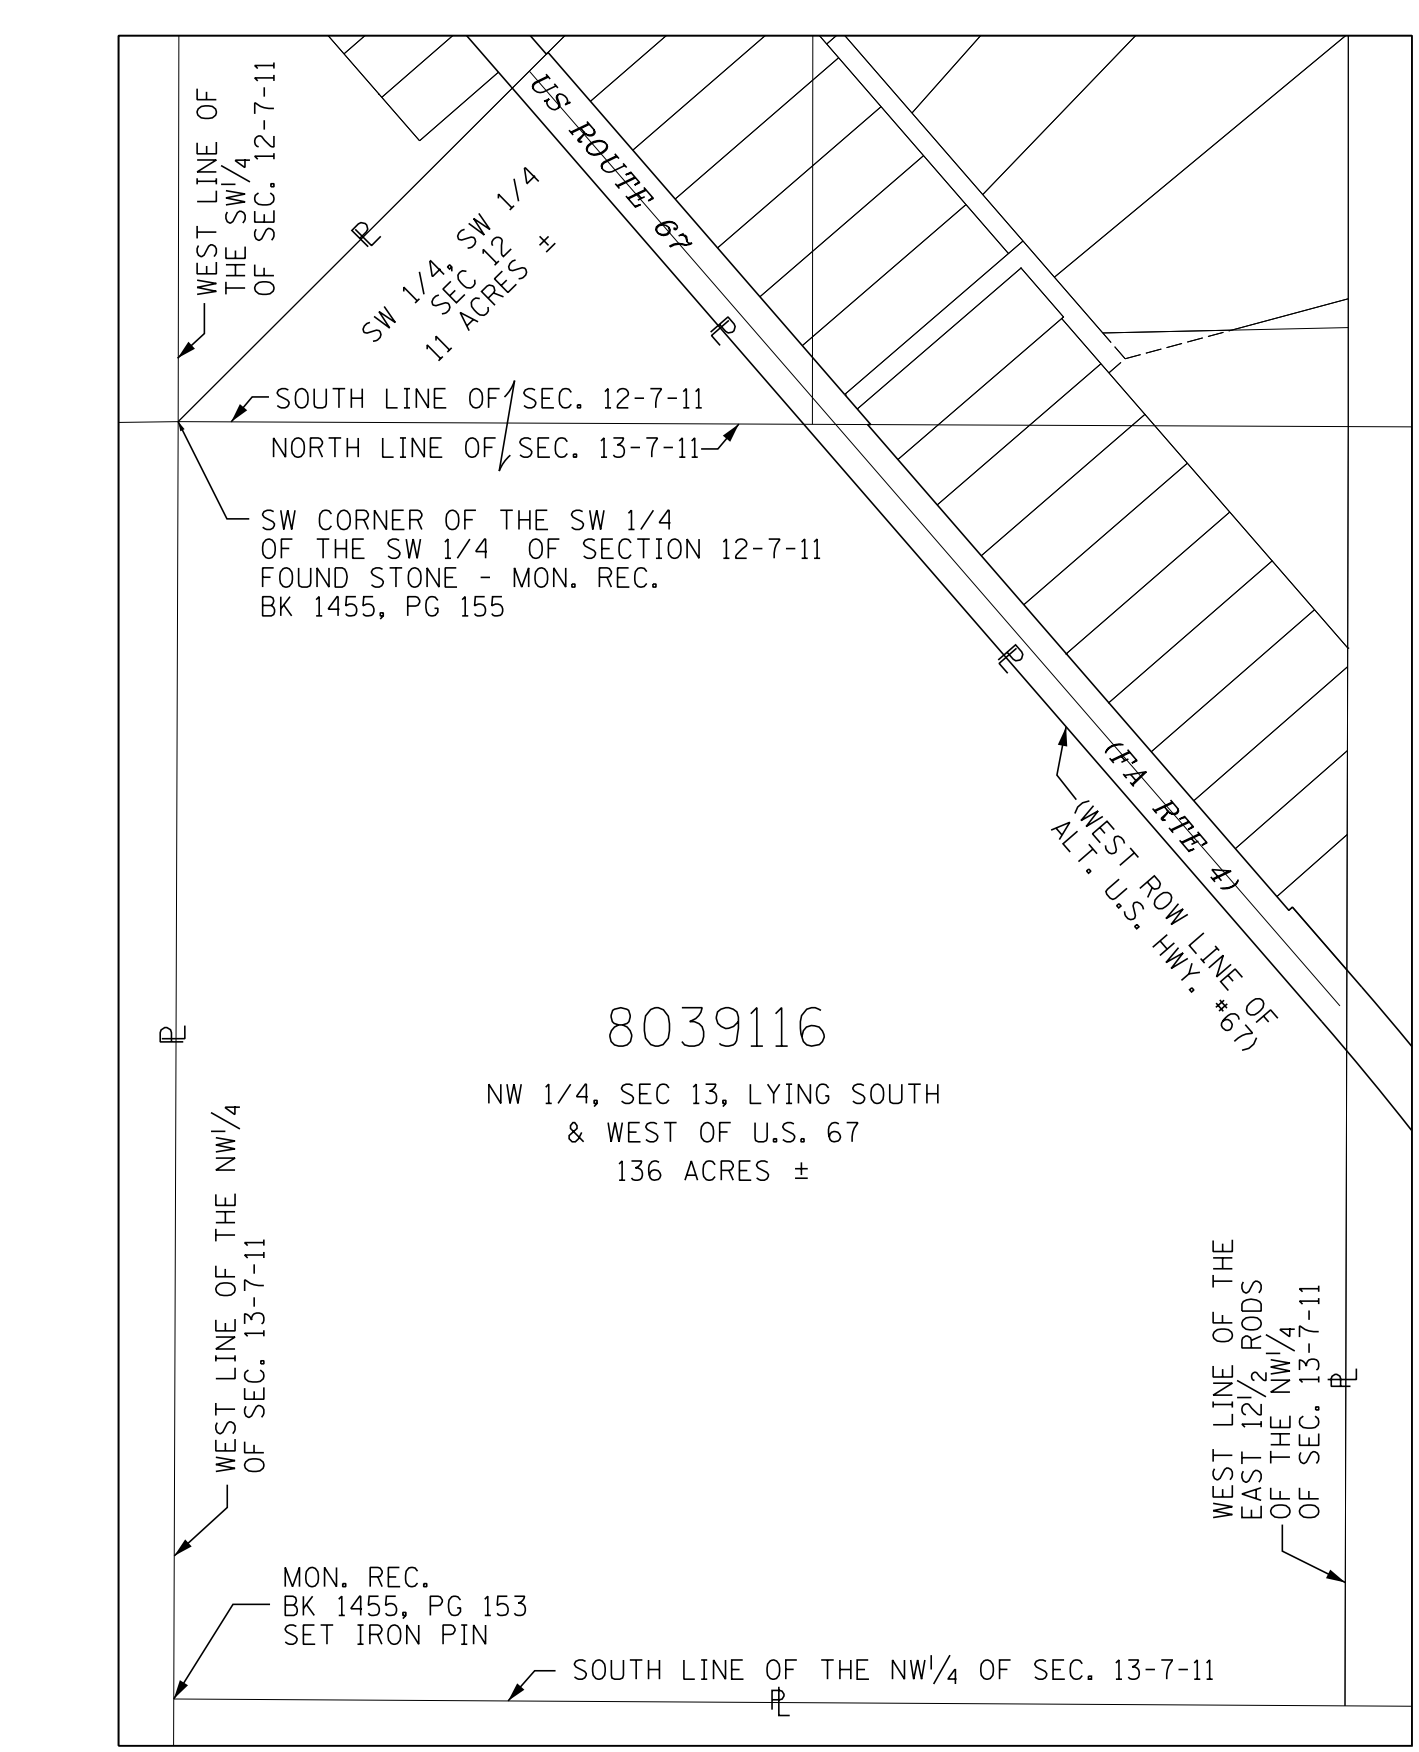 WEST LINE OF
THE SW1/4
OF SEC. 12-7-11
US ROUTE 67
PL
SW 1/4, SW 1/4
SEC 12
11 ACRES ±
PL
SOUTH LINE OF SEC. 12-7-11
NORTH LINE OF SEC. 13-7-11
SW CORNER OF THE SW 1/4
OF THE SW 1/4 OF SECTION 12-7-11
FOUND STONE - MON. REC.
BK 1455, PG 155
PL
(FA RTE 4)
(WEST ROW LINE OF
ALT. U.S. HWY. #67)
PL
8039116
NW 1/4, SEC 13, LYING SOUTH
& WEST OF U.S. 67
136 ACRES ±
WEST LINE OF THE NW1/4
OF SEC. 13-7-11
WEST LINE OF THE
EAST 12 1/2 RODS
OF THE NW1/4
OF SEC. 13-7-11
PL
MON. REC.
BK 1455, PG 153
SET IRON PIN
SOUTH LINE OF THE NW1/4 OF SEC. 13-7-11
PL